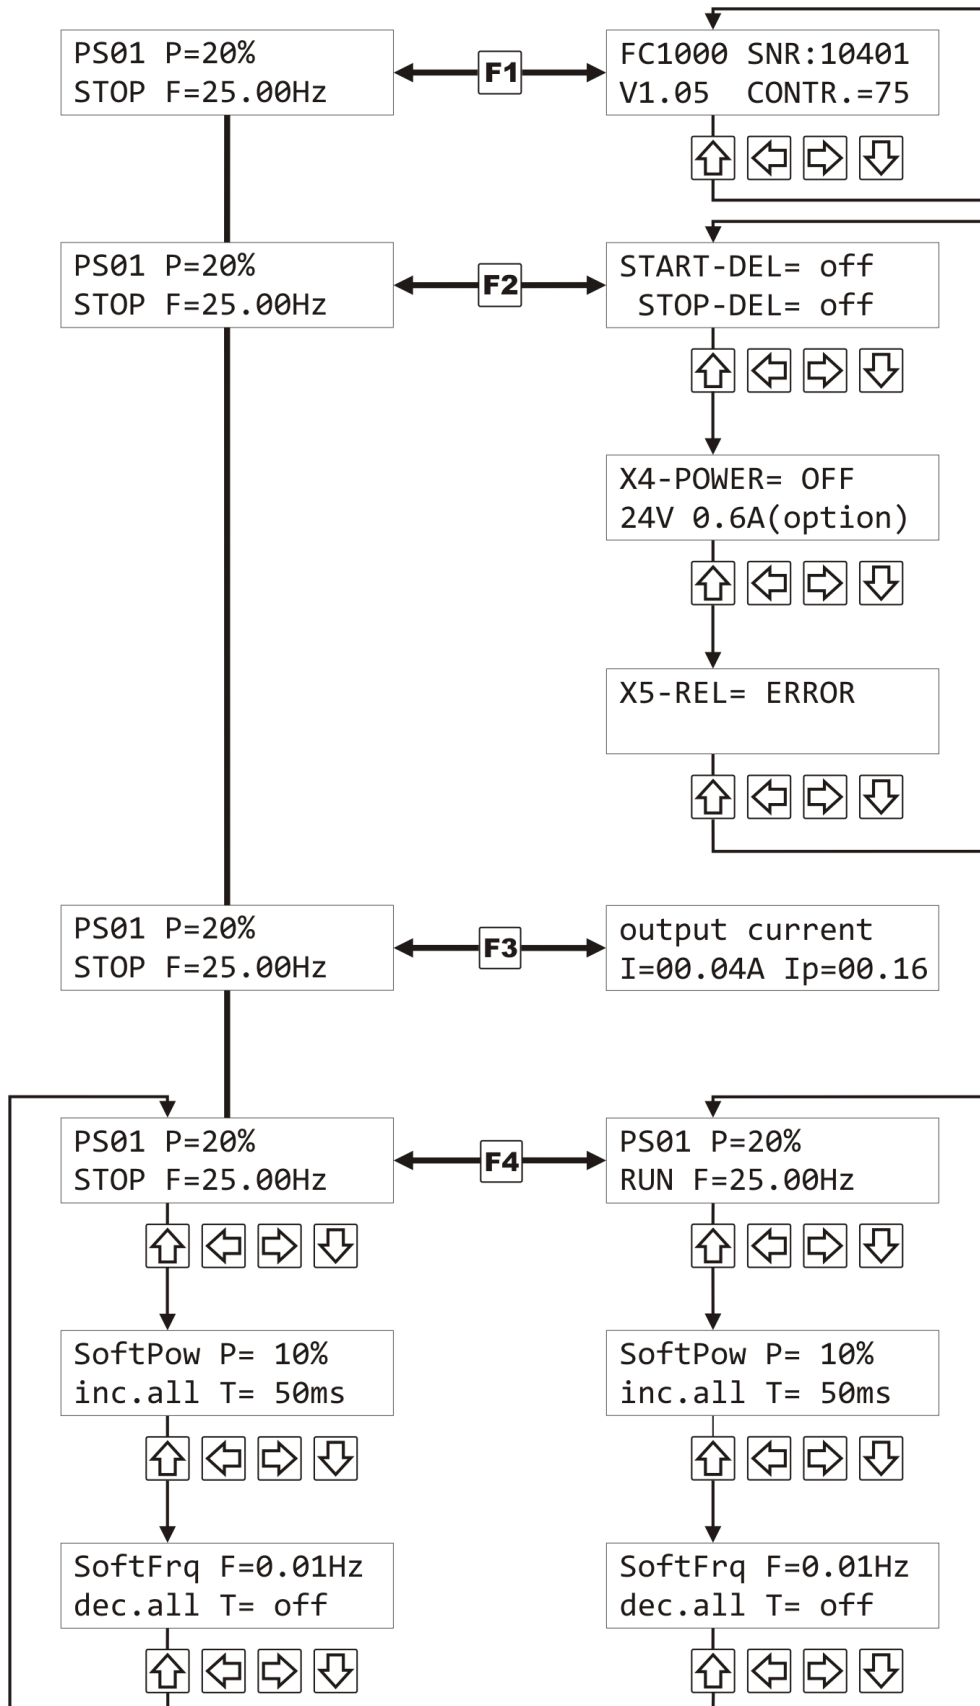 PS01 P=20%
STOP F=25.00Hz
F1
FC1000 SNR:10401
V1.05 CONTR.=75
PS01 P=20%
STOP F=25.00Hz
F2
START-DEL= off
STOP-DEL= off
X4-POWER= OFF
24V 0.6A(option)
X5-REL= ERROR
PS01 P=20%
STOP F=25.00Hz
F3
output current
I=00.04A Ip=00.16
PS01 P=20%
STOP F=25.00Hz
F4
PS01 P=20%
RUN F=25.00Hz
SoftPow P= 10%
inc.all T= 50ms
SoftPow P= 10%
inc.all T= 50ms
SoftFrq F=0.01Hz
dec.all T= off
SoftFrq F=0.01Hz
dec.all T= off